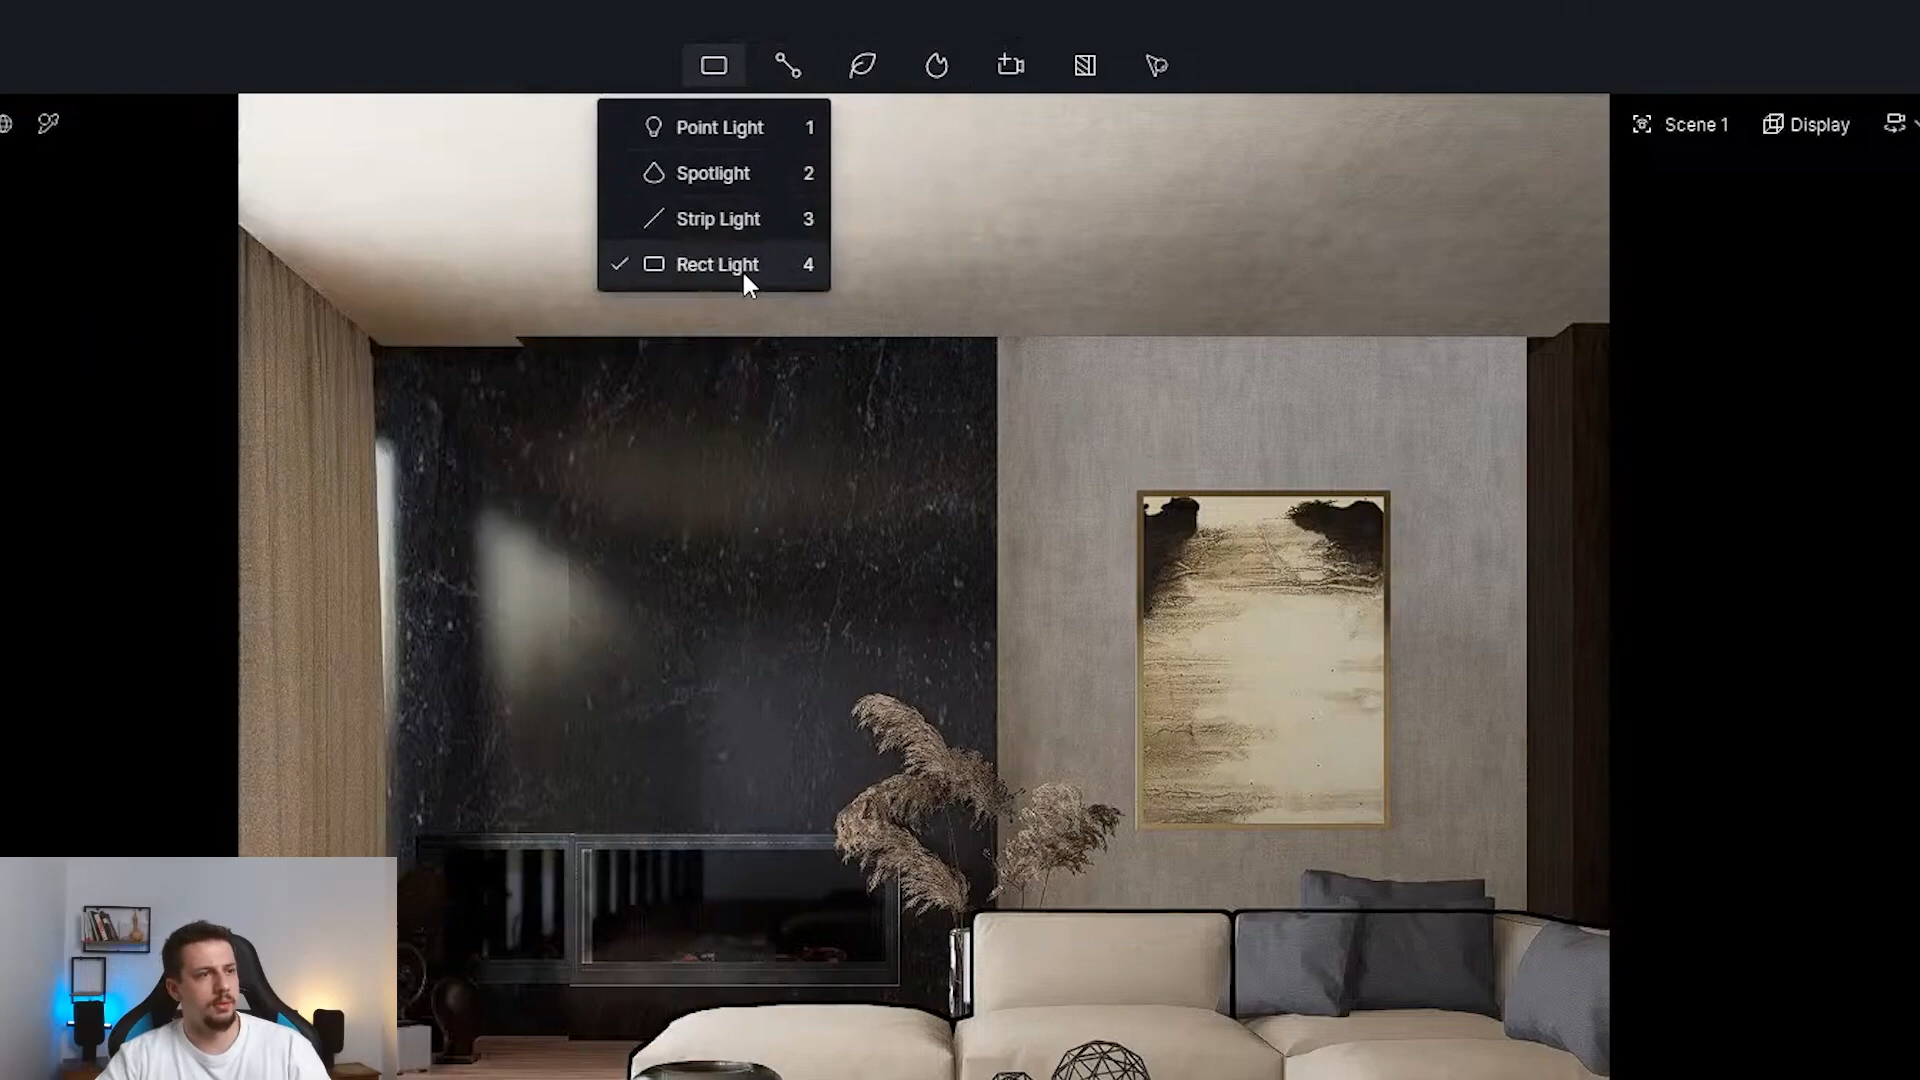 Point Light 1
Spotlight 2
Strip Light 3
Rect Light 4
Scene 1
Display